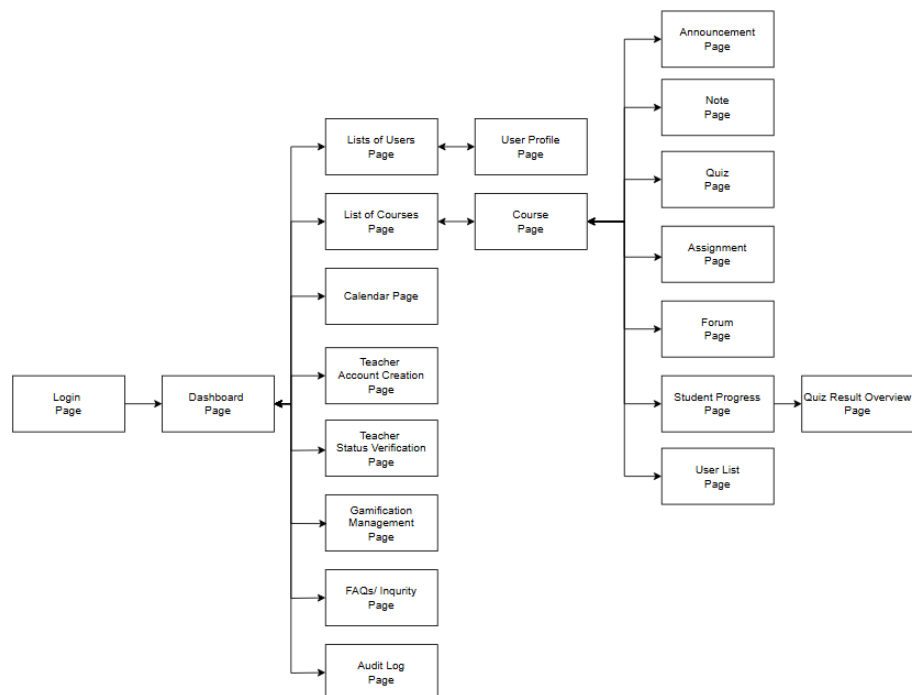 Announcement
Page
Note
Page
Lists of Users
Page
User Profile
Page
Quiz
Page
List of Courses
Page
Course
Page
Assignment
Page
Calendar Page
Forum
Page
Teacher
Account Creation
Page
Login
Page
Dashboard
Page
Student Progress
Page
Quiz Result Overview
Page
Teacher
Status Verification
Page
User List
Page
Gamification
Management
Page
FAQs/ Inqurity
Page
Audit Log
Page